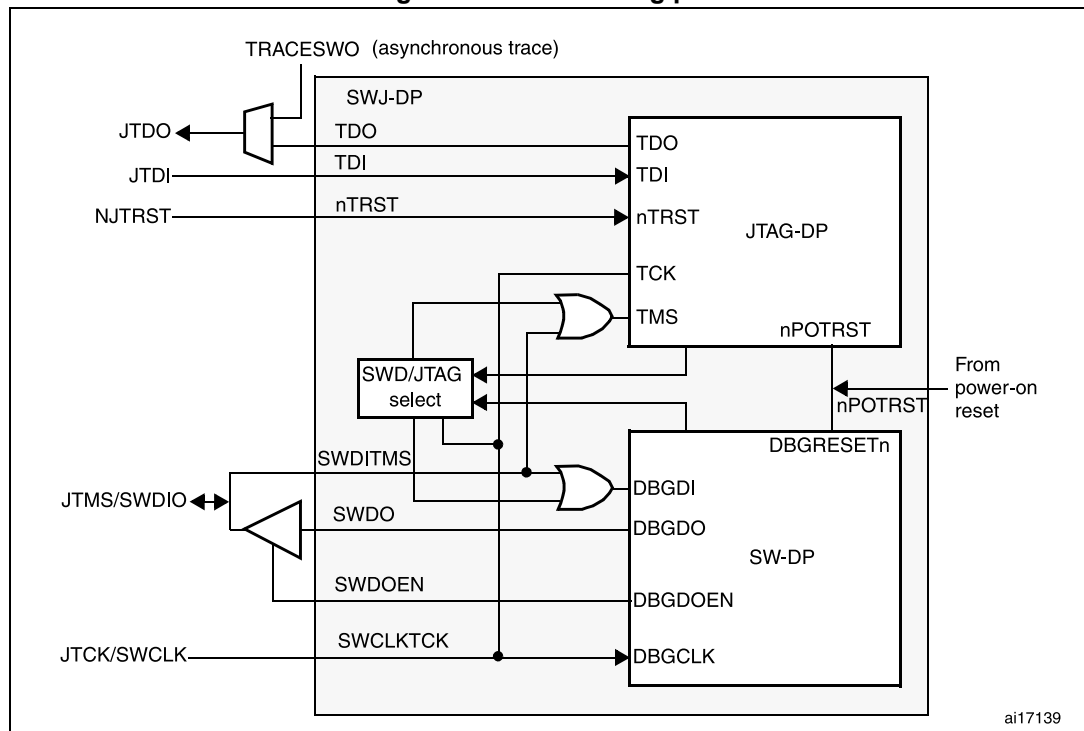 TRACESWO (asynchronous trace)
SWJ-DP
JTDO
TDO
TDO
JTDI
TDI
TDI
NJTRST
nTRST
nTRST
JTAG-DP
TCK
TMS
nPOTRST
SWD/JTAG
select
From
power-on
reset
nPOTRST
DBGRESETn
SWDITMS
JTMS/SWDIO
DBGDI
SWDO
DBGDO
SW-DP
SWDOEN
DBGDOEN
JTCK/SWCLK
SWCLKTCK
DBGCLK
ai17139